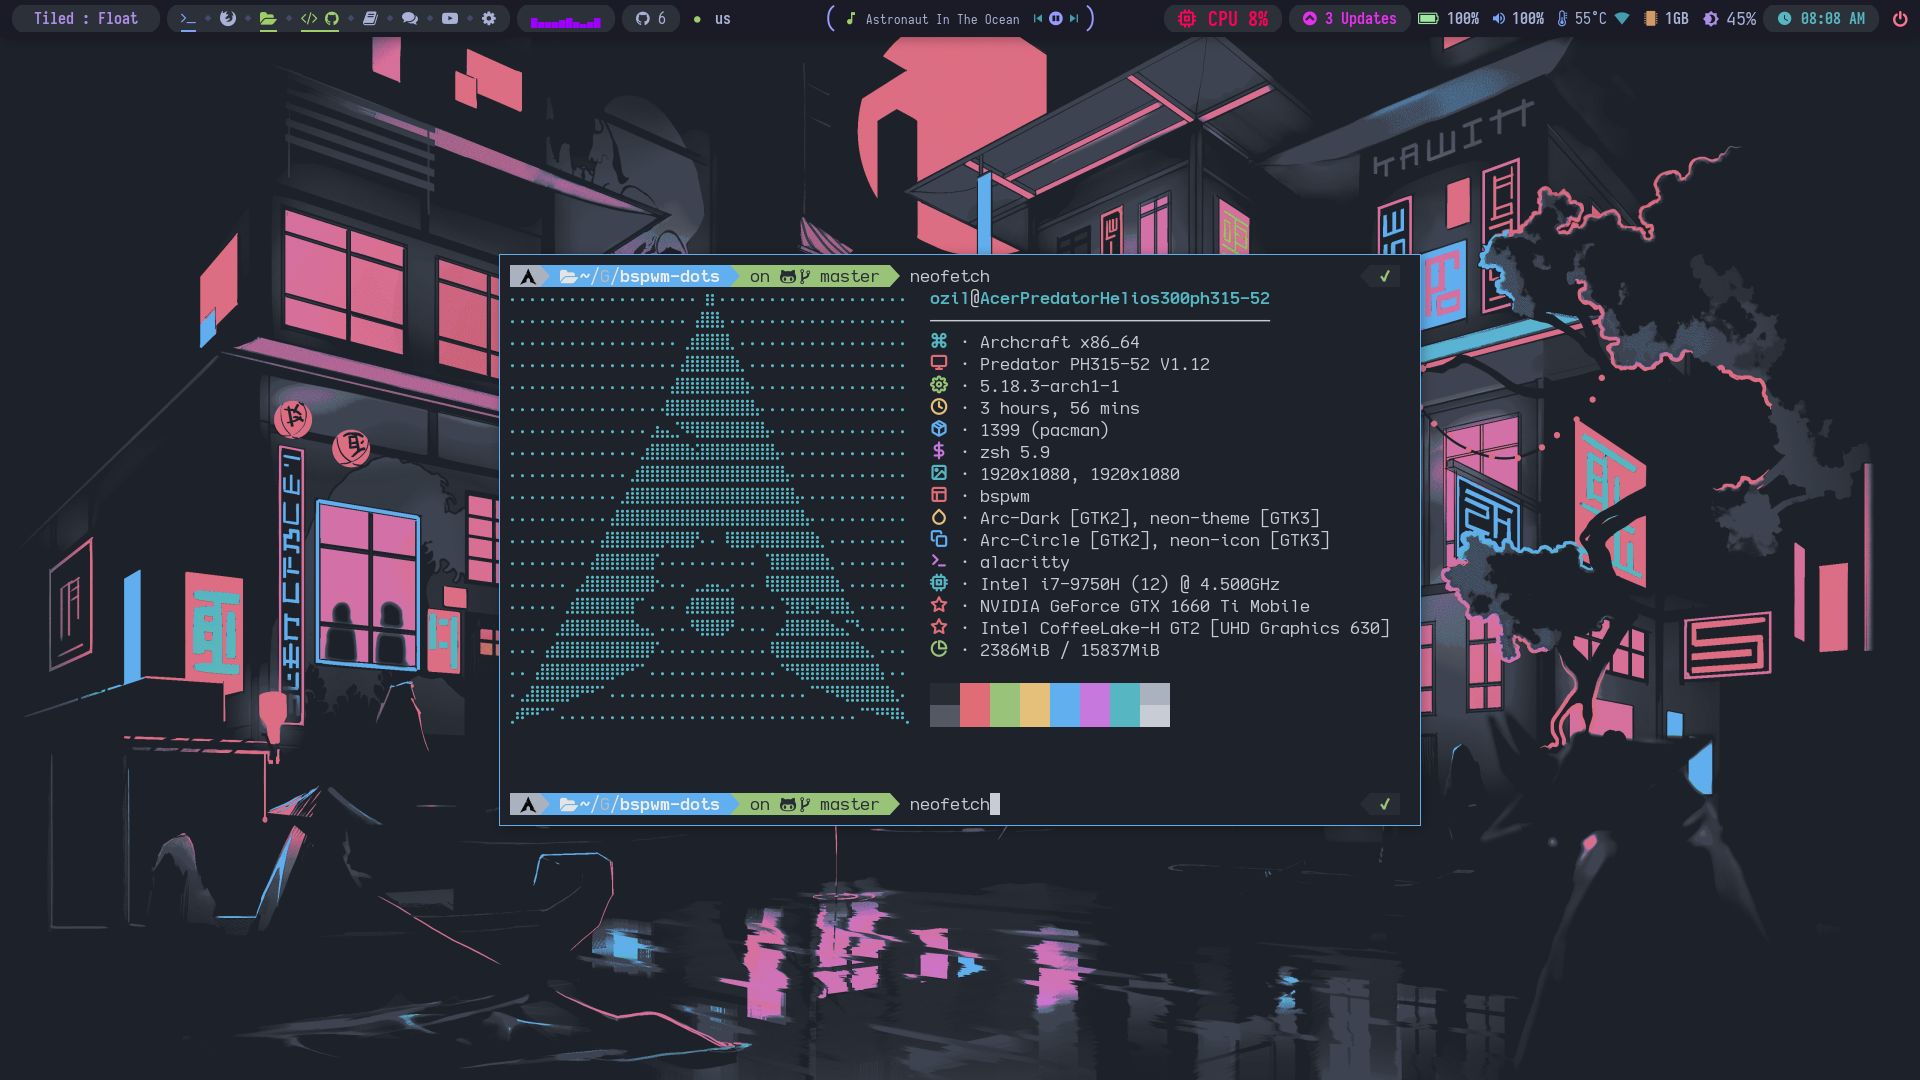 Tiled : Float
6
us
Astronaut In The Ocean
CPU 8%
3 Updates
100%
100%
55°C
1GB
45%
08:08 AM
KAWITT
~/G/bspwm-dots on master neofetch ✓
ozil@AcerPredatorHelios300ph315-52
· Archcraft x86_64
· Predator PH315-52 V1.12
· 5.18.3-arch1-1
· 3 hours, 56 mins
· 1399 (pacman)
· zsh 5.9
· 1920x1080, 1920x1080
· bspwm
· Arc-Dark [GTK2], neon-theme [GTK3]
· Arc-Circle [GTK2], neon-icon [GTK3]
· alacritty
· Intel i7-9750H (12) @ 4.500GHz
· NVIDIA GeForce GTX 1660 Ti Mobile
· Intel CoffeeLake-H GT2 [UHD Graphics 630]
· 2386MiB / 15837MiB
~/G/bspwm-dots on master neofetch ✓